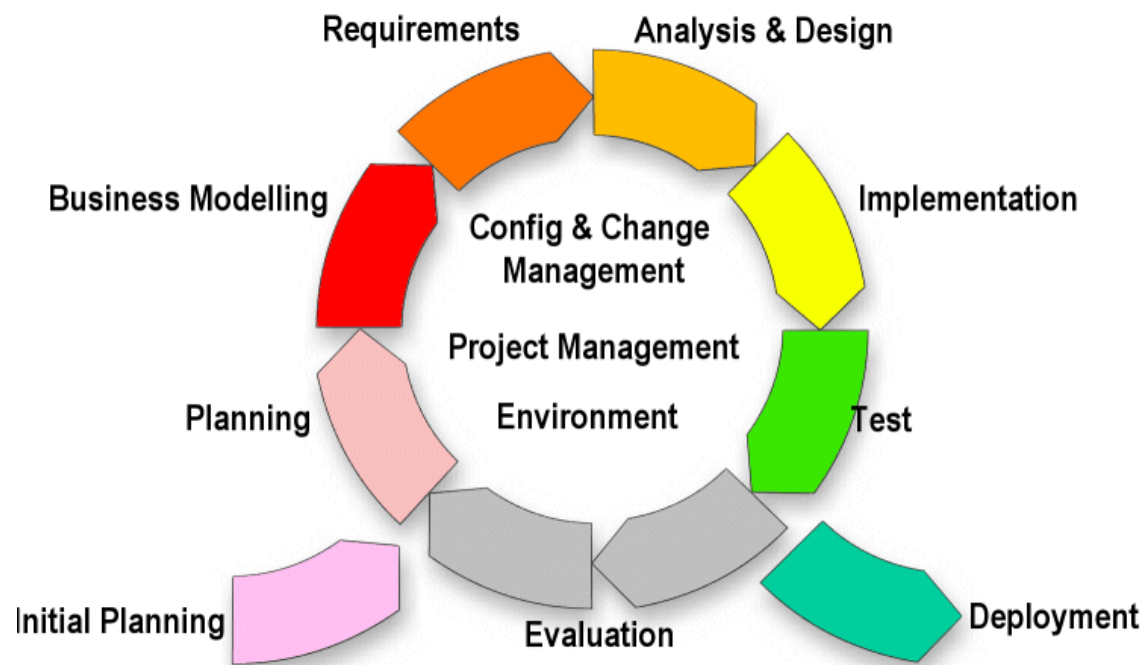 Requirements
Analysis & Design
Business Modelling
Implementation
Config & Change
Management
Project Management
Environment
Planning
Test
Initial Planning
Evaluation
Deployment